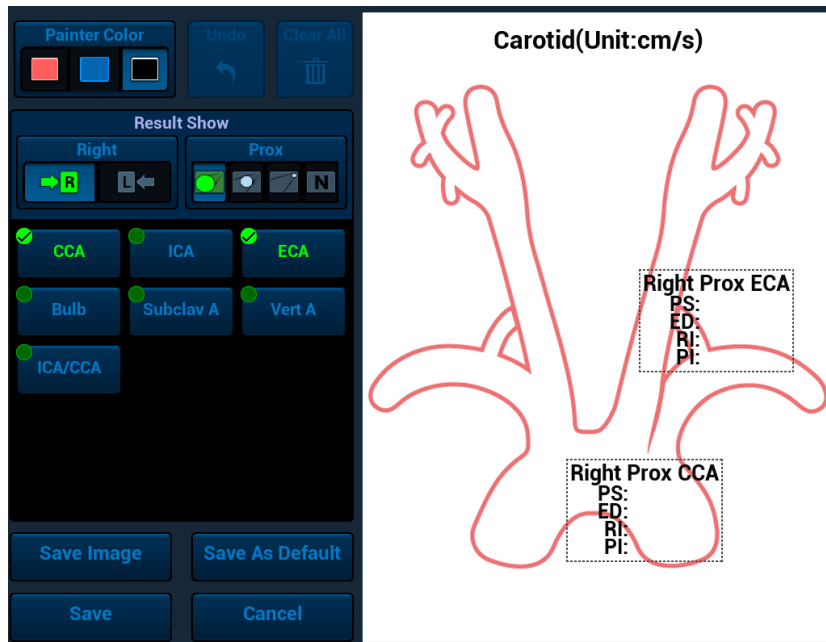 Painter Color
Undo
Clear All
Result Show
Right
Prox
R
L
N
CCA
ICA
ECA
Bulb
Subclav A
Vert A
ICA/CCA
Save Image
Save As Default
Save
Cancel
Carotid(Unit:cm/s)
Right Prox ECA
PS:
ED:
RI:
PI:
Right Prox CCA
PS:
ED:
RI:
PI: